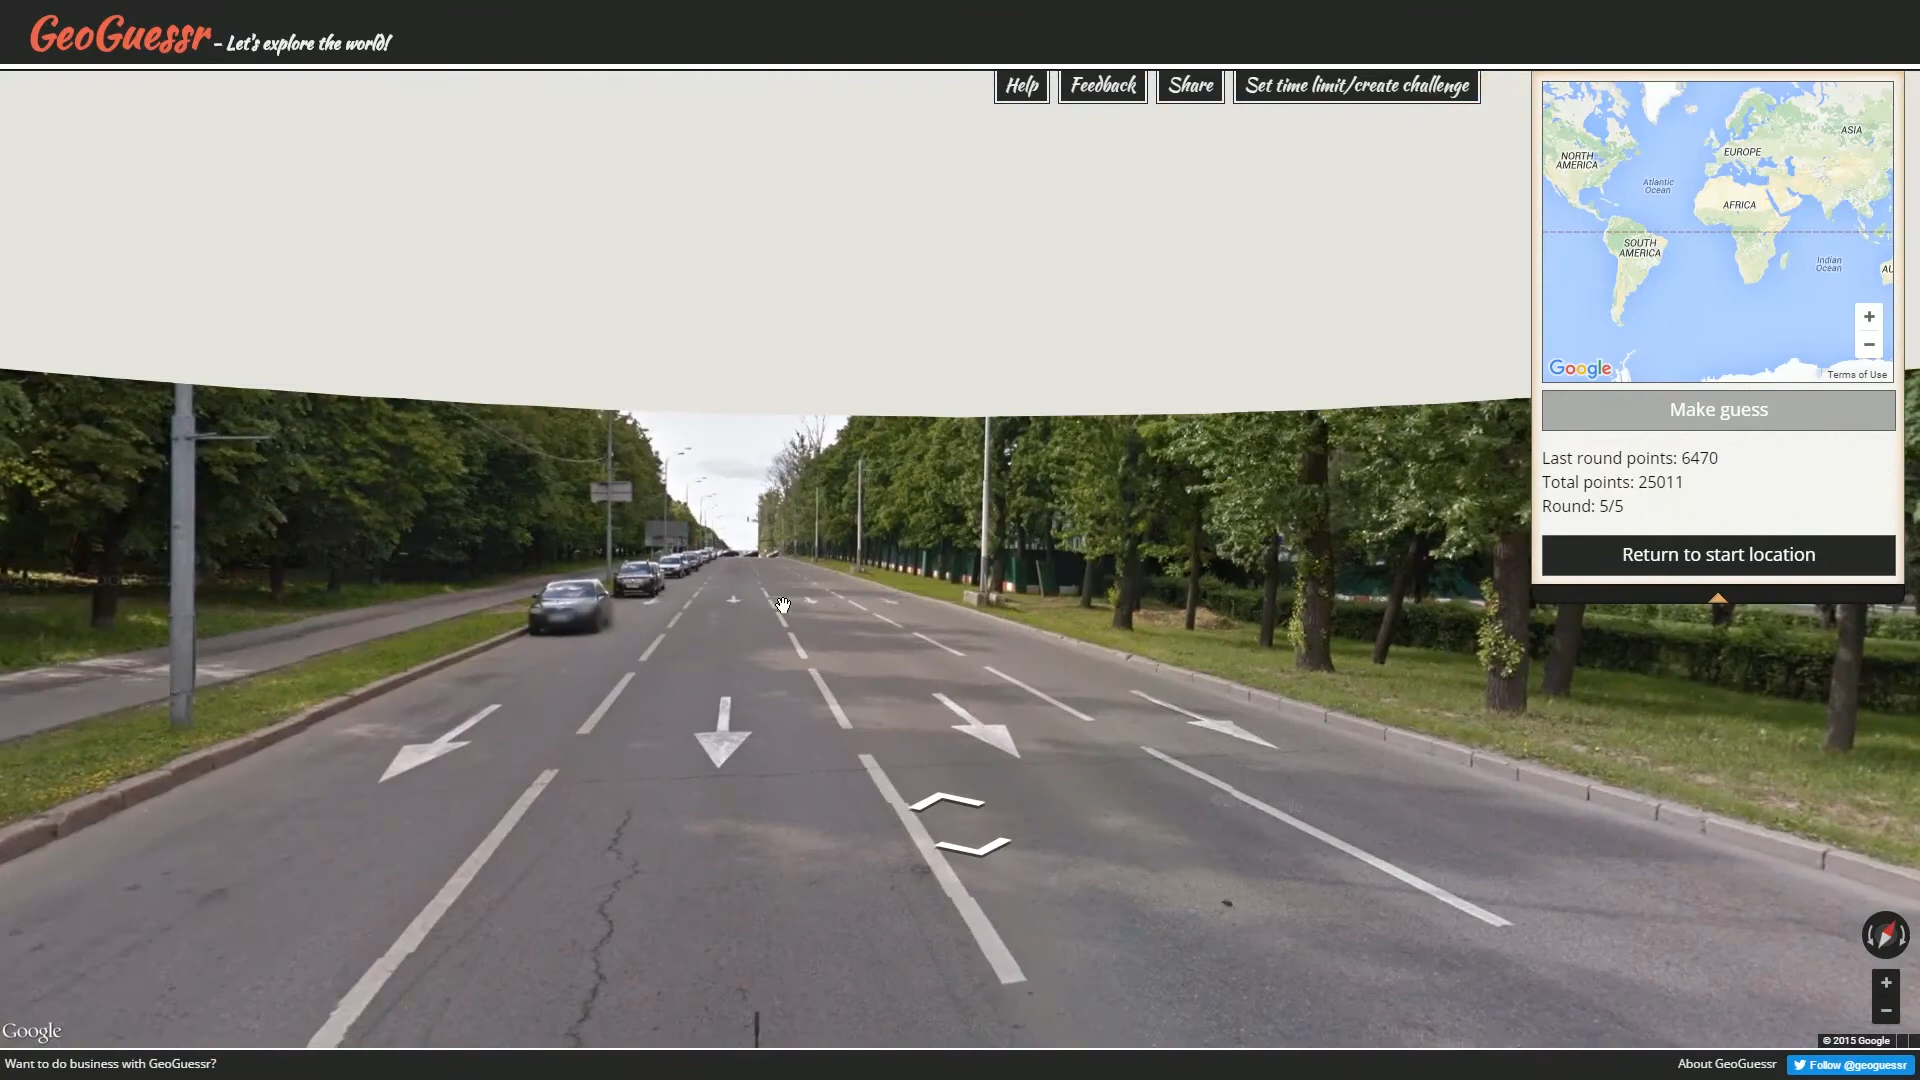 GeoGuessr - Let's explore the world!
Help
Feedback
Share
Set time limit/create challenge
NORTH AMERICA
Atlantic Ocean
EUROPE
ASIA
AFRICA
SOUTH AMERICA
Indian Ocean
AU
+
−
Google
Terms of Use
Make guess
Last round points: 6470
Total points: 25011
Round: 5/5
Return to start location
+
−
Google
© 2015 Google
Want to do business with GeoGuessr?
About GeoGuessr
Follow @geoguessr